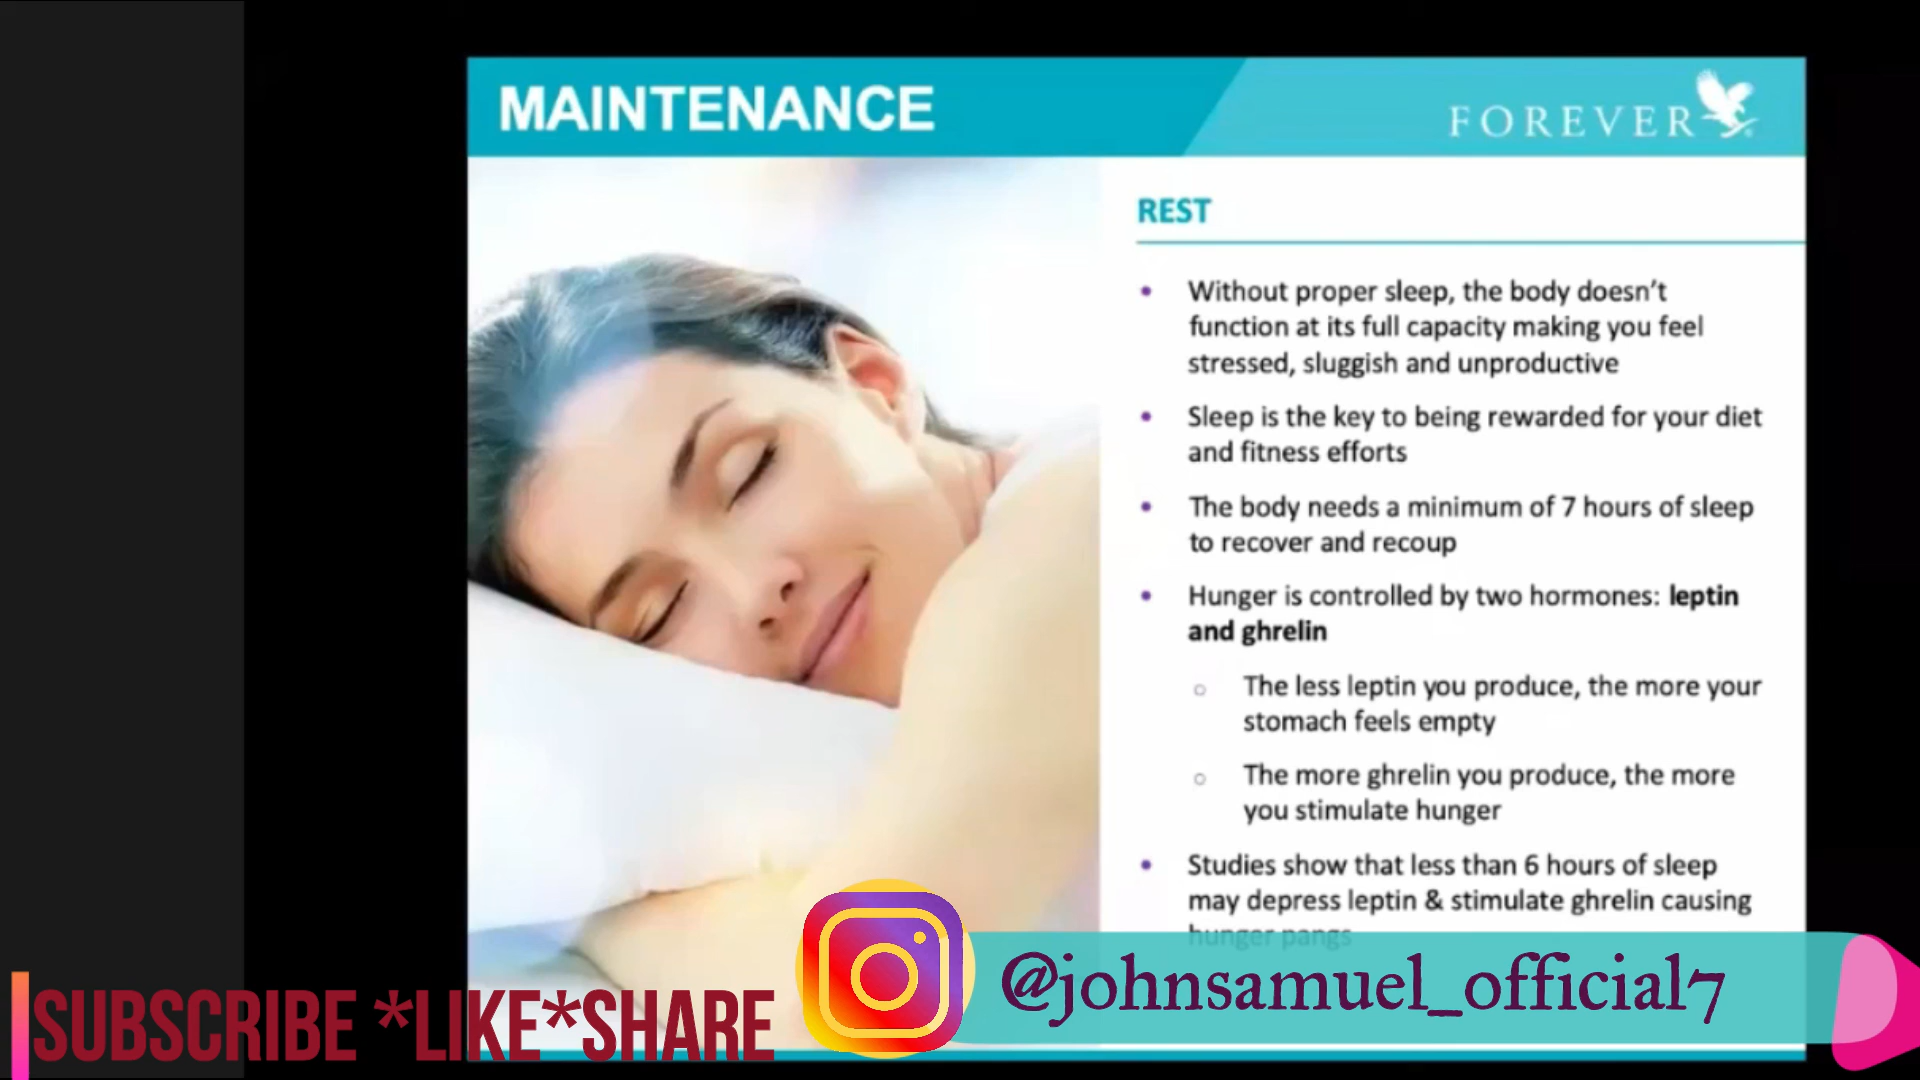 MAINTENANCE
FOREVER
REST
• Without proper sleep, the body doesn't
function at its full capacity making you feel
stressed, sluggish and unproductive
• Sleep is the key to being rewarded for your diet
and fitness efforts
• The body needs a minimum of 7 hours of sleep
to recover and recoup
• Hunger is controlled by two hormones: leptin
and ghrelin
○ The less leptin you produce, the more your
stomach feels empty
○ The more ghrelin you produce, the more
you stimulate hunger
• Studies show that less than 6 hours of sleep
may depress leptin & stimulate ghrelin causing
hunger pangs
@johnsamuel_official7
SUBSCRIBE *LIKE*SHARE